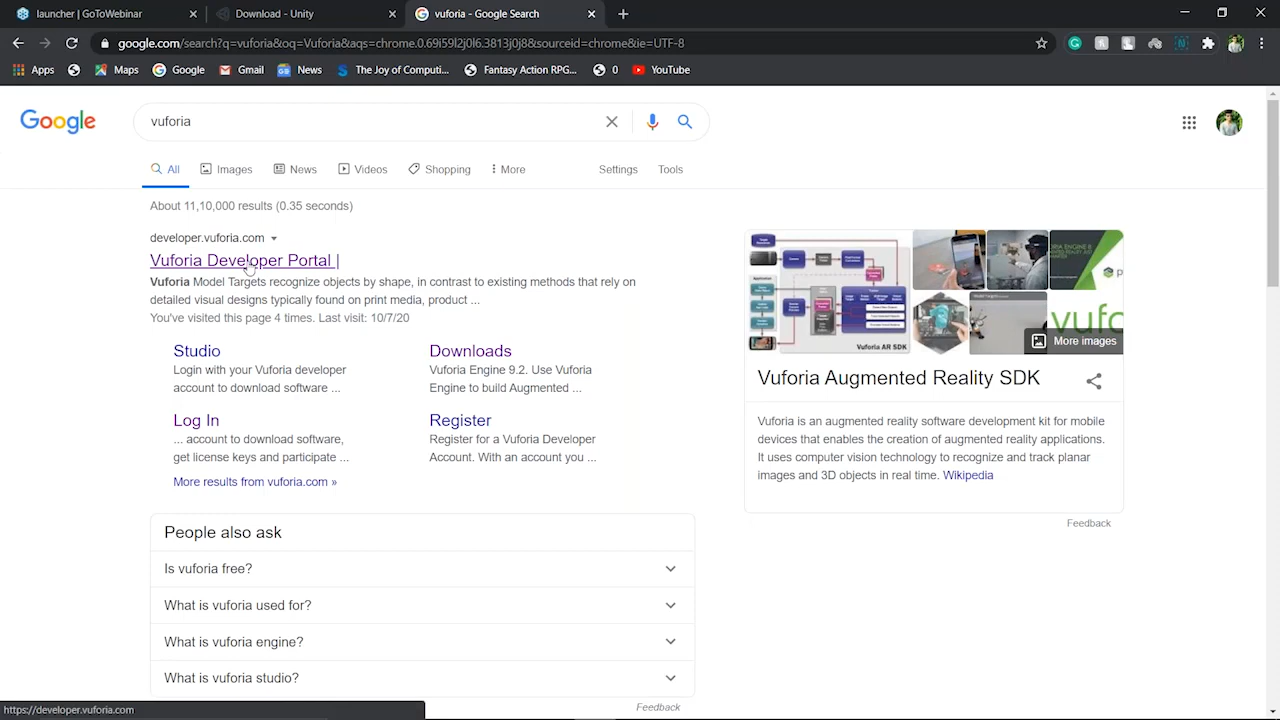 launcher | GoToWebinar
Download - Unity
vuforia - Google Search
google.com/search?q=vuforia&oq=Vuforia&aqs=chrome.0.69i59l2j0l6.3813j0j88&sourceid=chrome&ie=UTF-8
Apps
Maps
Google
Gmail
News
The Joy of Computi...
Fantasy Action RPG...
0
YouTube
Google
vuforia
All
Images
News
Videos
Shopping
More
Settings
Tools
About 11,10,000 results (0.35 seconds)
developer.vuforia.com
Vuforia Developer Portal |
Vuforia Model Targets recognize objects by shape, in contrast to existing methods that rely on
detailed visual designs typically found on print media, product ...
You've visited this page 4 times. Last visit: 10/7/20
Studio
Login with your Vuforia developer
account to download software ...
Downloads
Vuforia Engine 9.2. Use Vuforia
Engine to build Augmented ...
Log In
... account to download software,
get license keys and participate ...
Register
Register for a Vuforia Developer
Account. With an account you ...
More results from vuforia.com »
People also ask
Is vuforia free?
What is vuforia used for?
What is vuforia engine?
What is vuforia studio?
Feedback
Vuforia AR SDK
vufo
More images
Vuforia Augmented Reality SDK
Vuforia is an augmented reality software development kit for mobile
devices that enables the creation of augmented reality applications.
It uses computer vision technology to recognize and track planar
images and 3D objects in real time. Wikipedia
Feedback
https://developer.vuforia.com